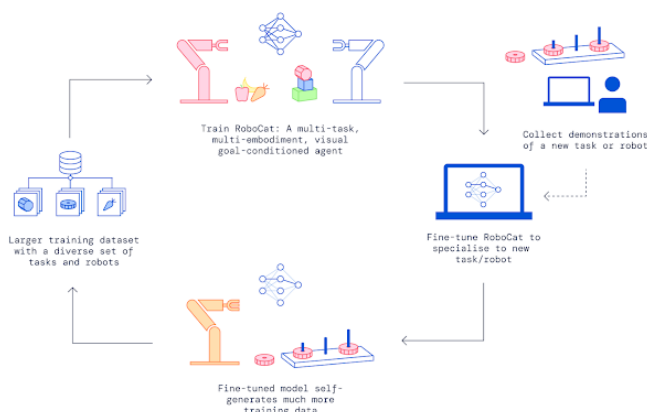 Train RoboCat: A multi-task,
multi-embodiment, visual
goal-conditioned agent
Collect demonstrations
of a new task or robot
Fine-tune RoboCat to
specialise to new
task/robot
Fine-tuned model self-
generates much more
training data
Larger training dataset
with a diverse set of
tasks and robots